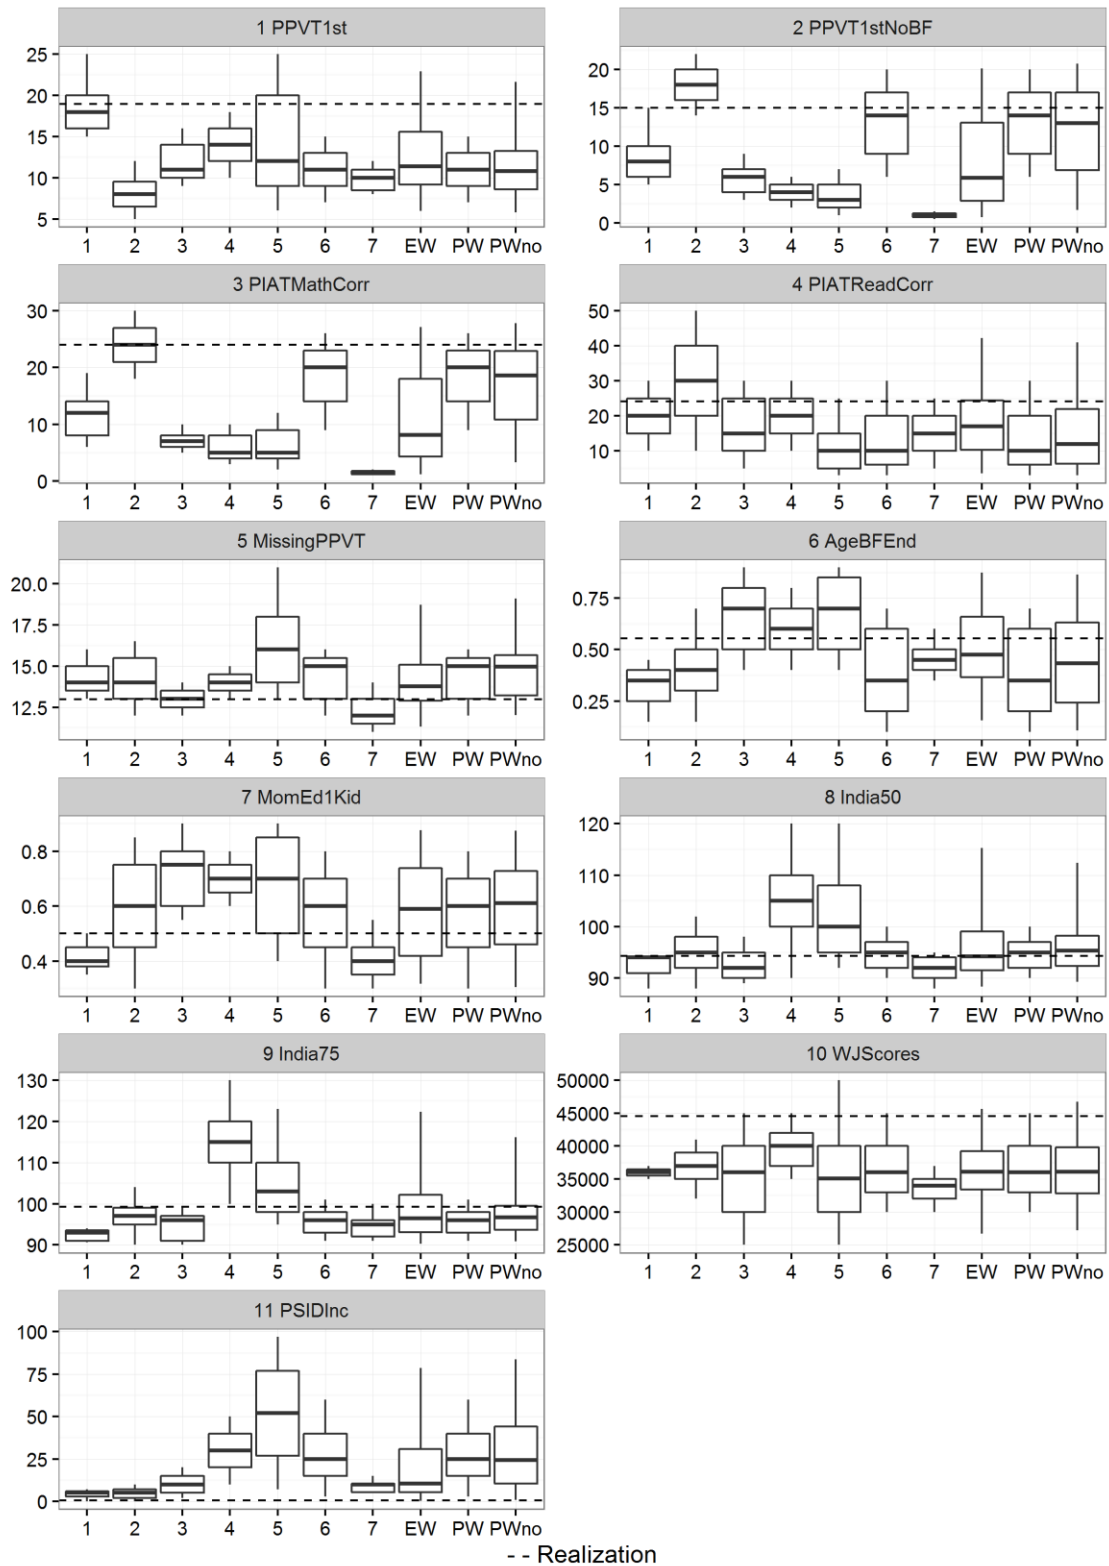 1 PPVT1st
25
20
15
10
5
1 2 3 4 5 6 7 EW PW PWno
2 PPVT1stNoBF
20
15
10
5
0
1 2 3 4 5 6 7 EW PW PWno
3 PIATMathCorr
30
20
10
0
1 2 3 4 5 6 7 EW PW PWno
4 PIATReadCorr
50
40
30
20
10
1 2 3 4 5 6 7 EW PW PWno
5 MissingPPVT
20.0
17.5
15.0
12.5
1 2 3 4 5 6 7 EW PW PWno
6 AgeBFEnd
0.75
0.50
0.25
1 2 3 4 5 6 7 EW PW PWno
7 MomEd1Kid
0.8
0.6
0.4
1 2 3 4 5 6 7 EW PW PWno
8 India50
120
110
100
90
1 2 3 4 5 6 7 EW PW PWno
9 India75
130
120
110
100
90
1 2 3 4 5 6 7 EW PW PWno
10 WJScores
50000
45000
40000
35000
30000
25000
1 2 3 4 5 6 7 EW PW PWno
11 PSIDInc
100
75
50
25
0
1 2 3 4 5 6 7 EW PW PWno
-- Realization